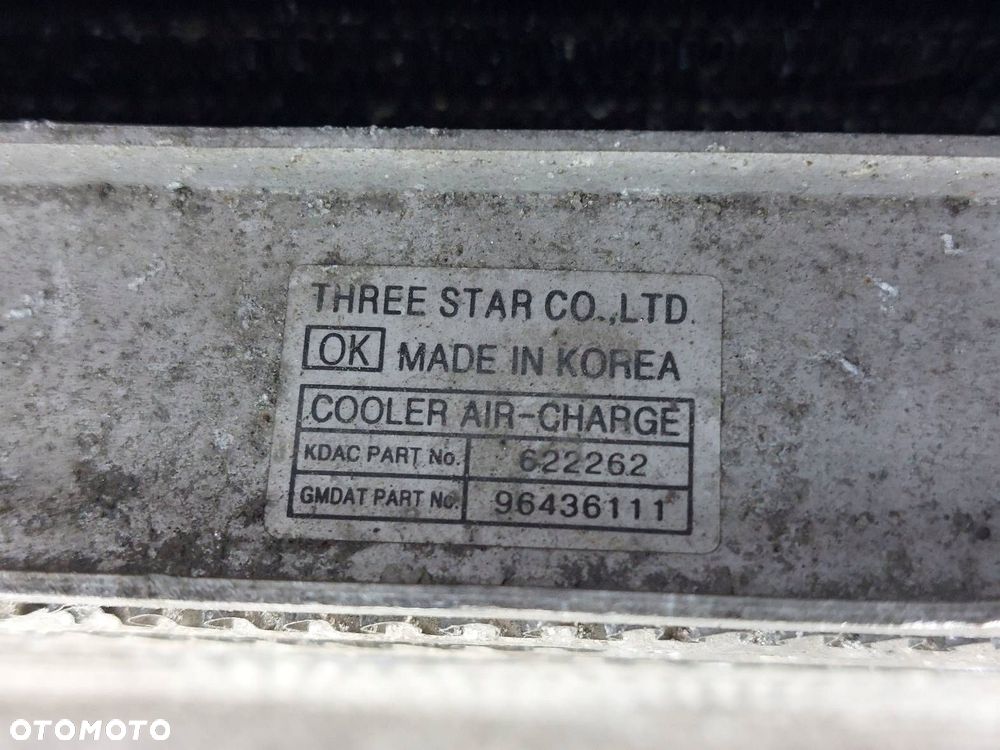 THREE STAR CO.,LTD.
OK MADE IN KOREA
COOLER AIR-CHARGE
KDAC PART No. 622262
GMDAT PART No. 96436111
OTOMOTO